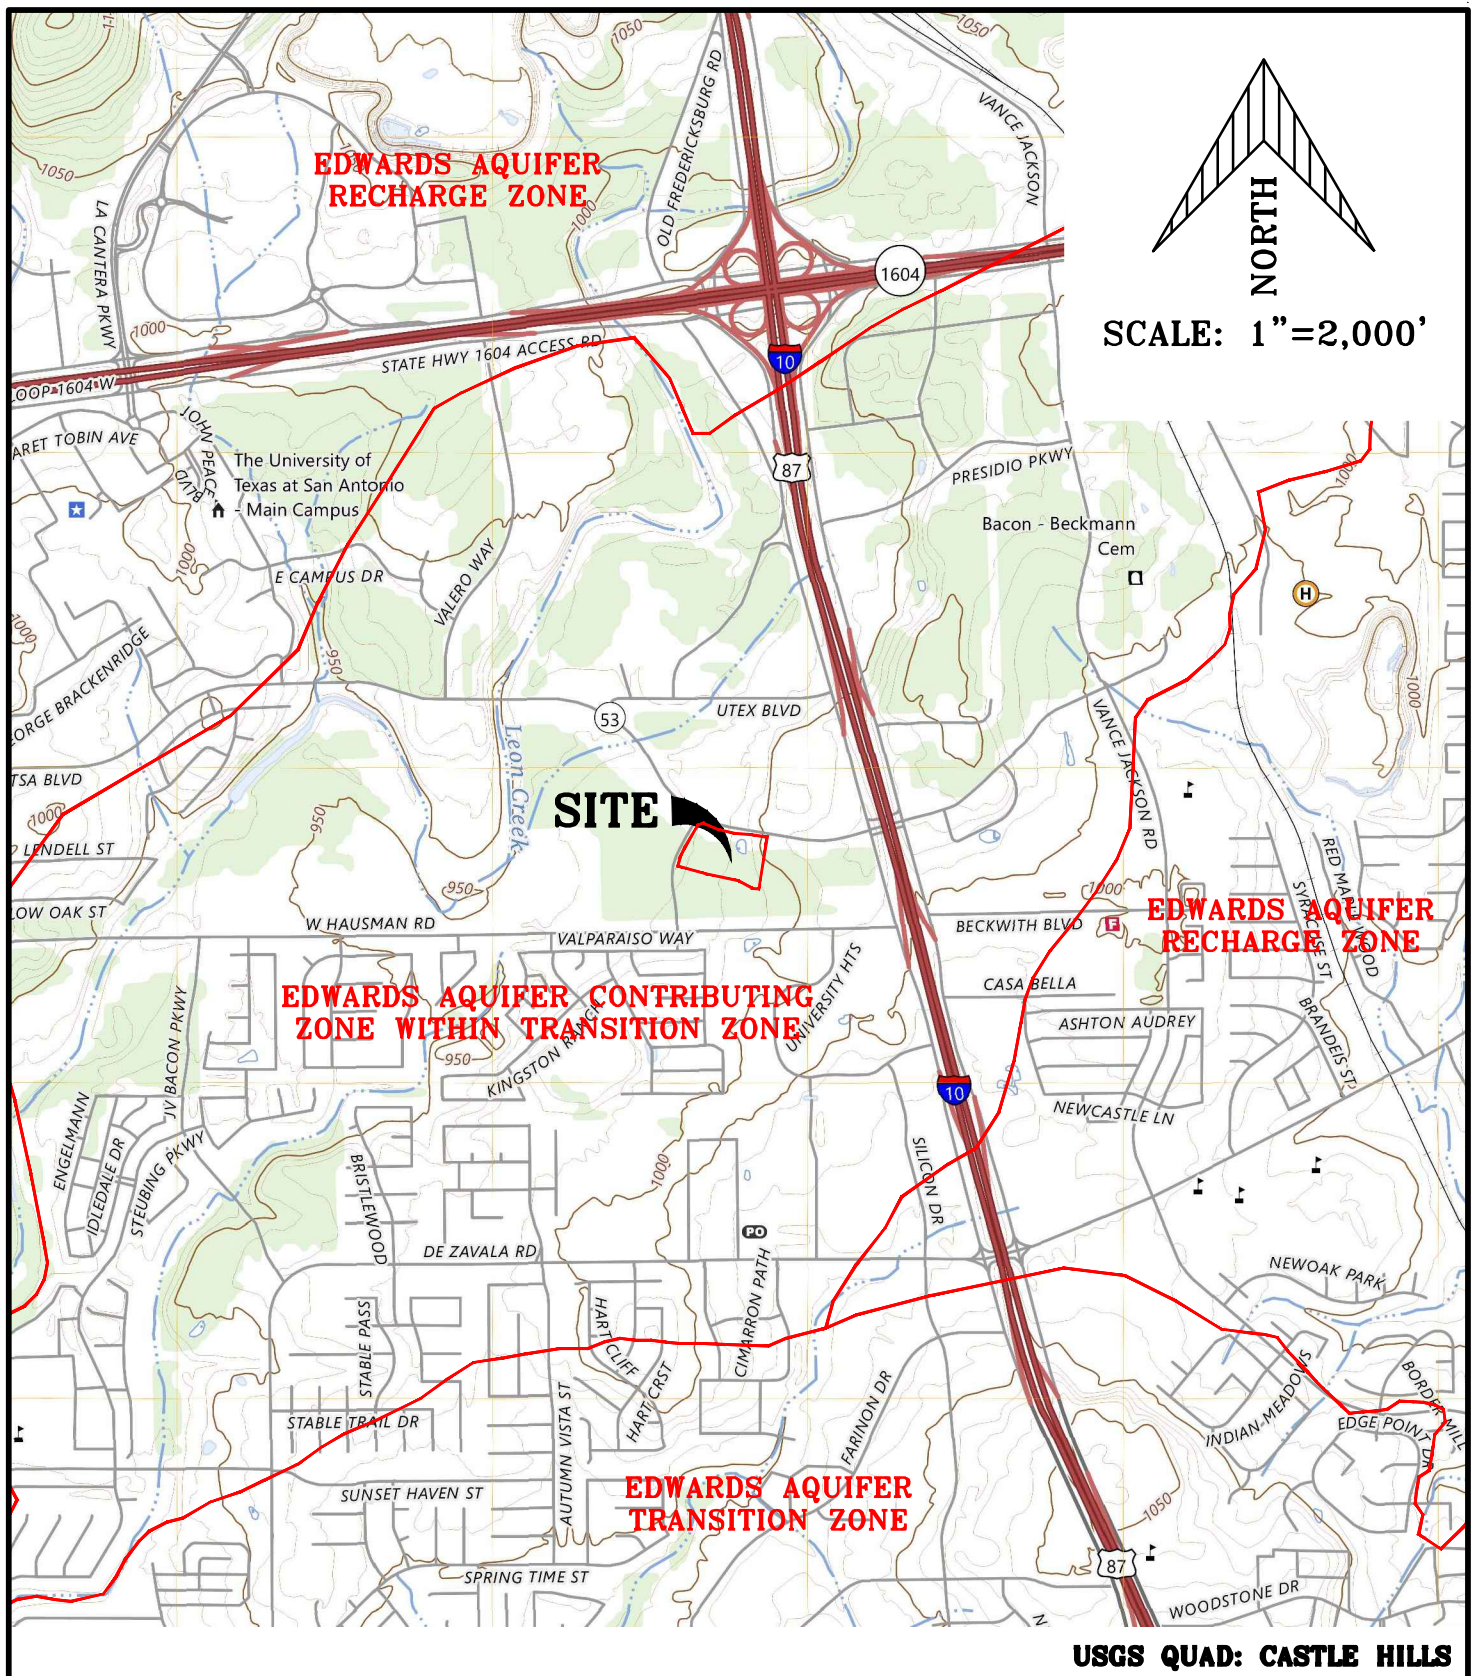 1050
1050
OLD FREDERICKSBURG RD
VANCE JACKSON
EDWARDS AQUIFER
RECHARGE ZONE
1050
1000
NORTH
SCALE: 1"=2,000'
LA CANTERA PKWY
1604
1000
STATE HWY 1604 ACCESS RD
10
LOOP 1604 W
ARET TOBIN AVE
JOHN PEACE
BLVD
The University of
Texas at San Antonio
- Main Campus
87
PRESIDIO PKWY
1000
Bacon - Beckmann
Cem
1000
E CAMPUS DR
VALERO WAY
H
1000
950
EORGE BRACKENRIDGE
1000
53
UTEX BLVD
Leon Creek
VANCE JACKSON RD
TSA BLVD
1000
950
SITE
LENDELL ST
950
1000
RED MAPLE WOOD
SYRACUSE ST
LOW OAK ST
W HAUSMAN RD
VALPARAISO WAY
BECKWITH BLVD
F
EDWARDS AQUIFER
RECHARGE ZONE
UNIVERSITY HTS
CASA BELLA
EDWARDS AQUIFER CONTRIBUTING
ZONE WITHIN TRANSITION ZONE
JV BACON PKWY
KINGSTON RANCH
950
ASHTON AUDREY
BRANDEIS ST
10
NEWCASTLE LN
ENGELMANN
IDLEDALE DR
STEUBING PKWY
BRISTLEWOOD
1000
SILICON DR
PO
DE ZAVALA RD
CIMARRON PATH
NEWOAK PARK
HART CLIFF
STABLE PASS
HART CRST
FARINON DR
INDIAN MEADOWS
BORDER MILL
EDGE POINT DR
STABLE TRAIL DR
AUTUMN VISTA ST
SUNSET HAVEN ST
EDWARDS AQUIFER
TRANSITION ZONE
1050
SPRING TIME ST
87
WOODSTONE DR
N
USGS QUAD: CASTLE HILLS